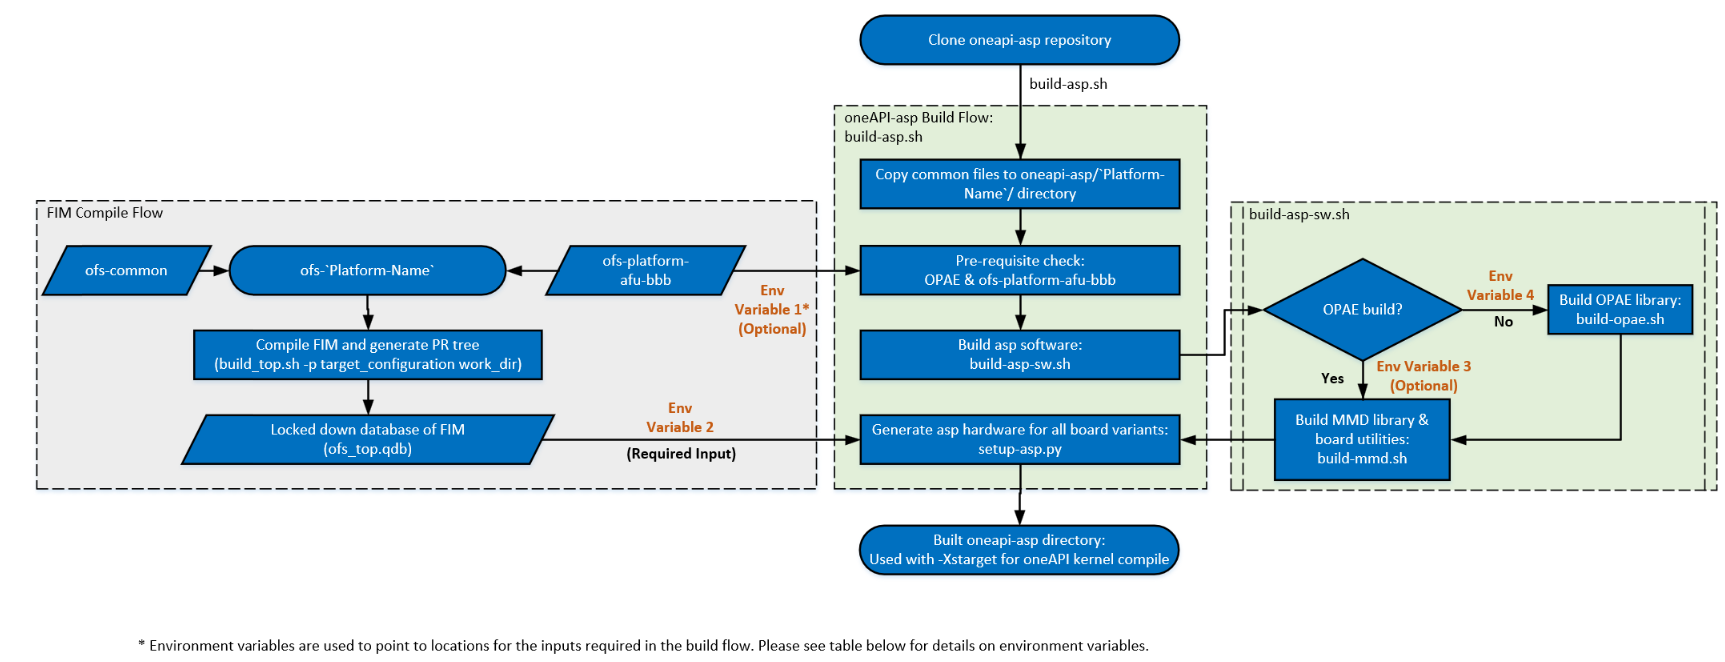 Clone oneapi-asp repository
build-asp.sh
oneAPI-asp Build Flow:
build-asp.sh
Copy common files to oneapi-asp/`Platform-
Name`/ directory
FIM Compile Flow
ofs-common
ofs-`Platform-Name`
ofs-platform-
afu-bbb
Env
Variable 1*
(Optional)
Pre-requisite check:
OPAE & ofs-platform-afu-bbb
Compile FIM and generate PR tree
(build_top.sh -p target_configuration work_dir)
Build asp software:
build-asp-sw.sh
build-asp-sw.sh
OPAE build?
Env
Variable 4
No
Build OPAE library:
build-opae.sh
Yes
Env Variable 3
(Optional)
Locked down database of FIM
(ofs_top.qdb)
Env
Variable 2
(Required Input)
Generate asp hardware for all board variants:
setup-asp.py
Build MMD library &
board utilities:
build-mmd.sh
Built oneapi-asp directory:
Used with -Xstarget for oneAPI kernel compile
* Environment variables are used to point to locations for the inputs required in the build flow. Please see table below for details on environment variables.